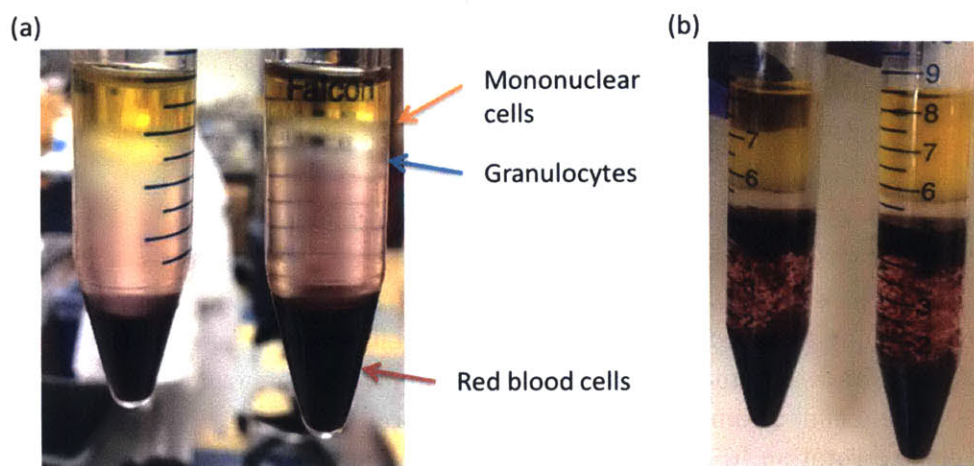 (a)
Falcon
Mononuclear
cells
Granulocytes
Red blood cells
(b)
7
6
9
8
7
6